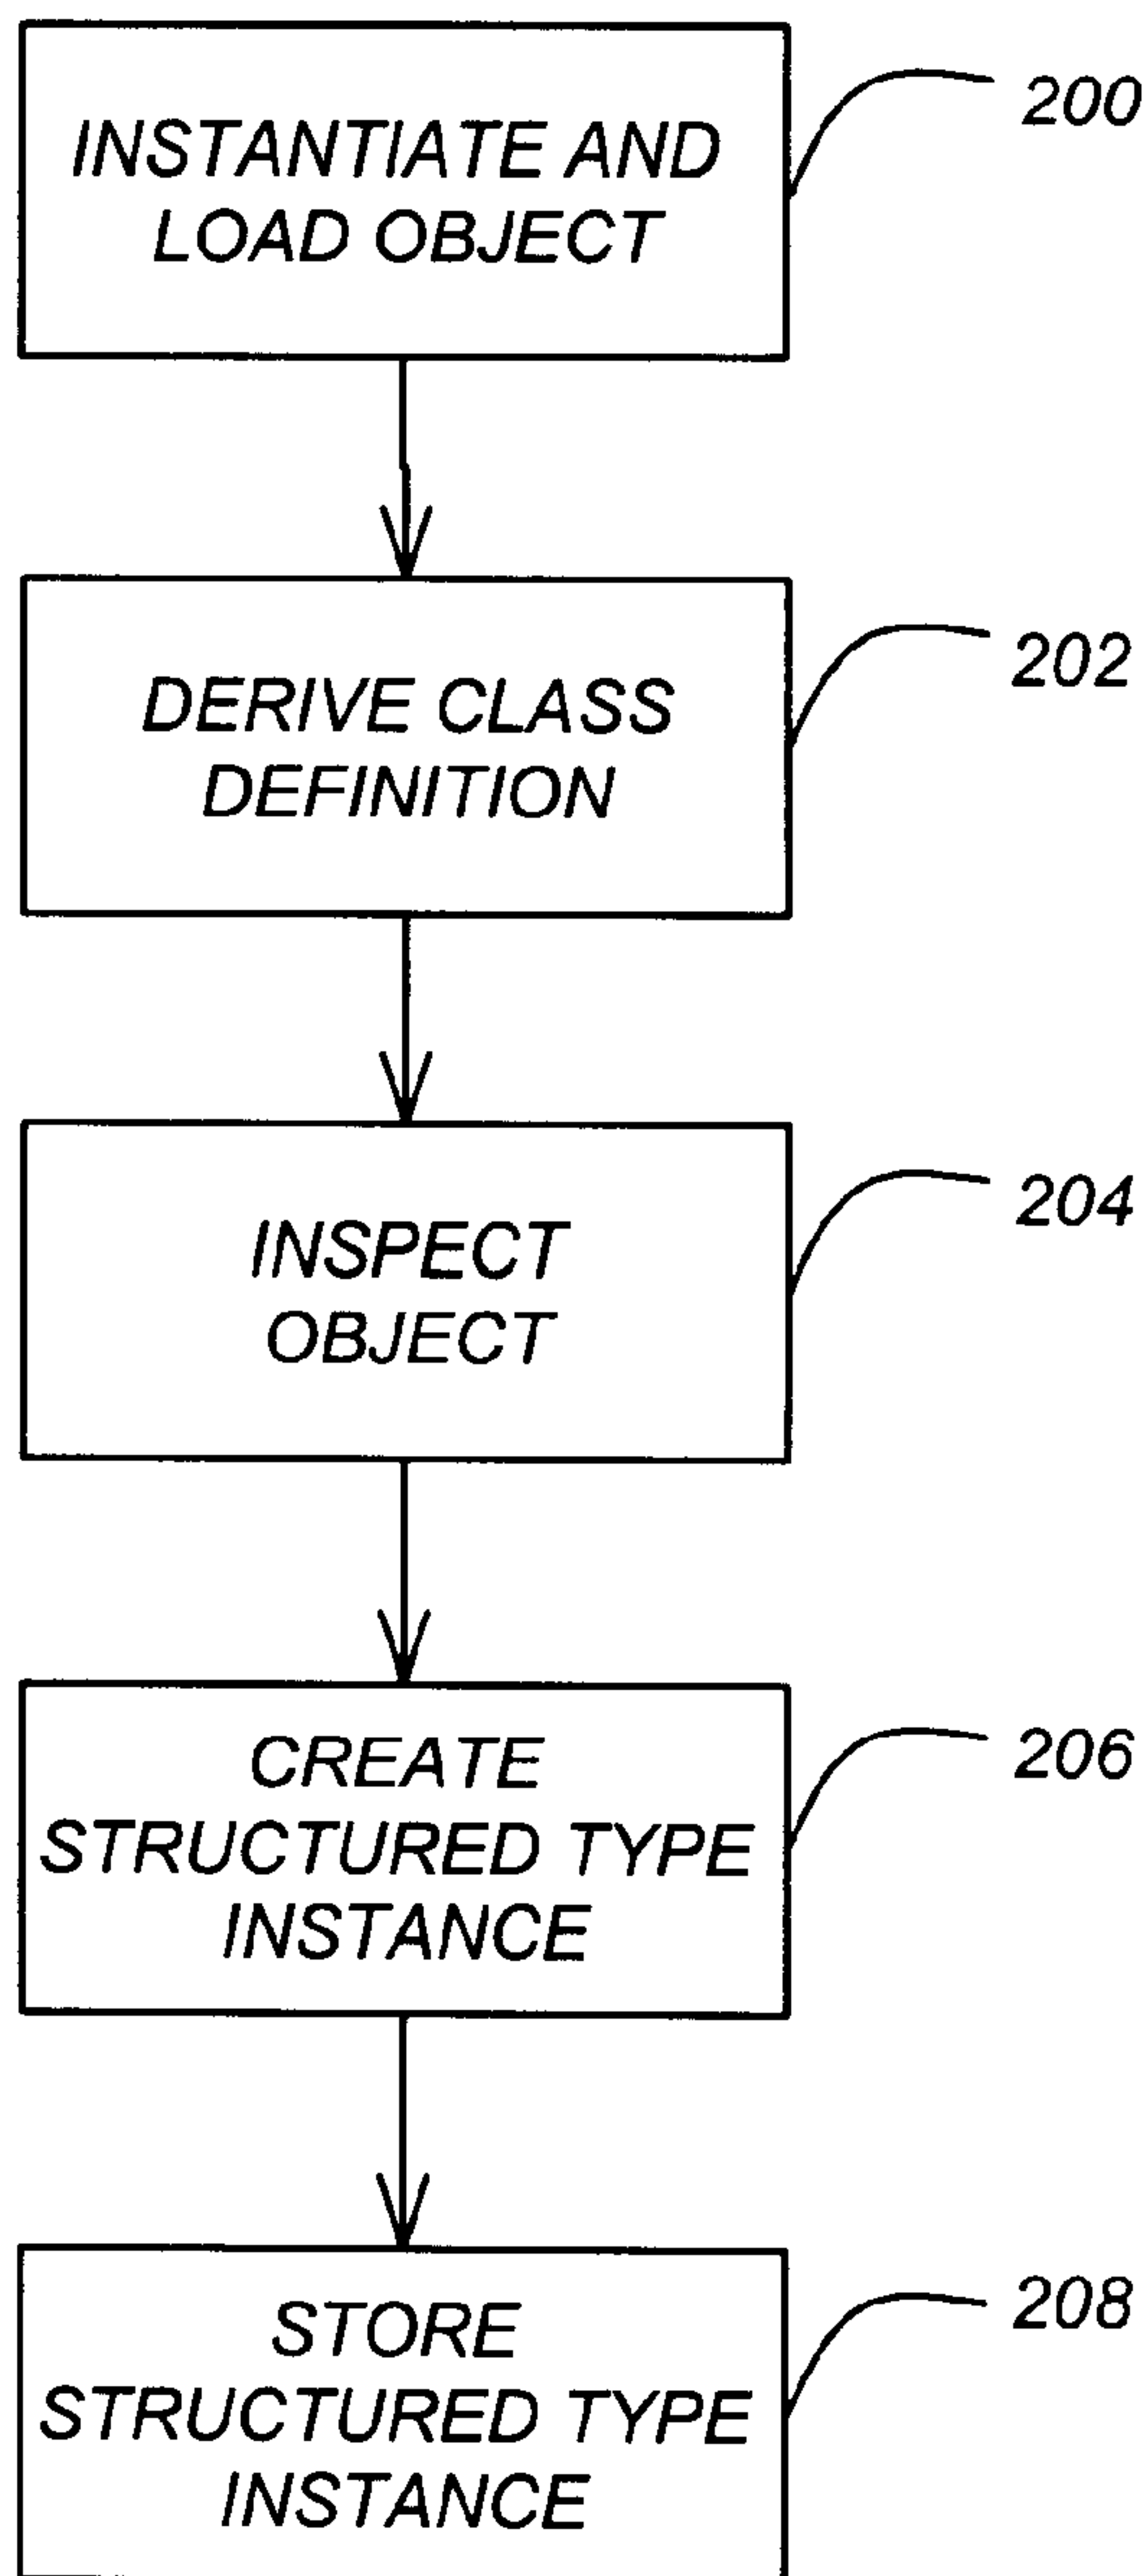 INSTANTIATE AND
LOAD OBJECT
200
DERIVE CLASS
DEFINITION
202
INSPECT
OBJECT
204
CREATE
STRUCTURED TYPE
INSTANCE
206
STORE
STRUCTURED TYPE
INSTANCE
208